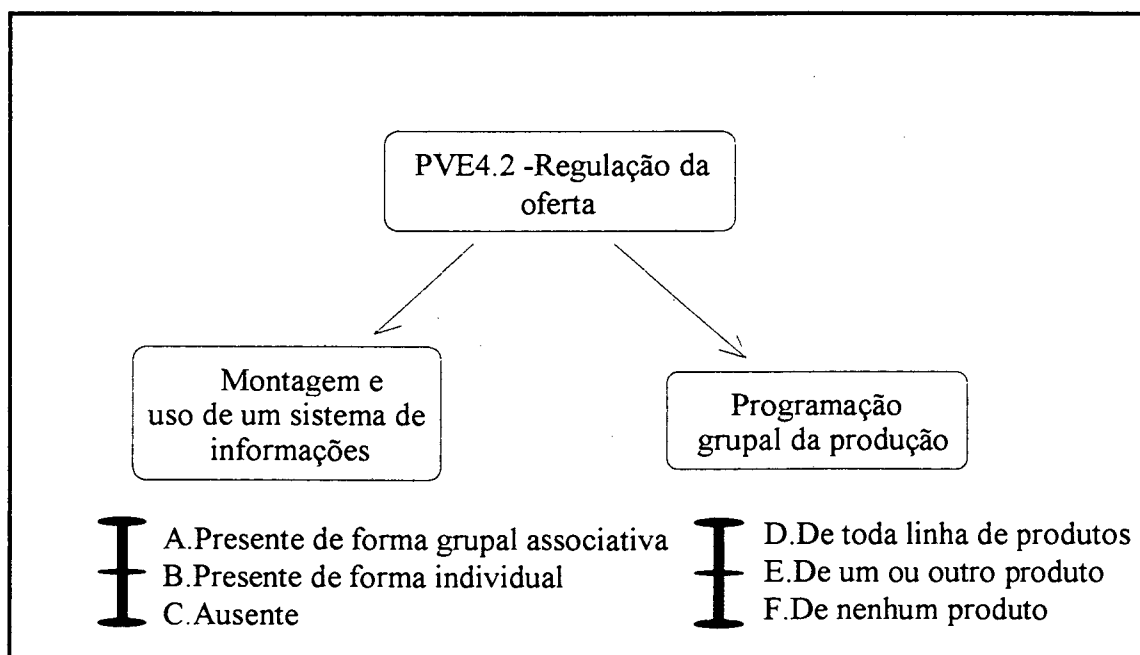 PVE4.2 -Regulação da
oferta
Montagem e
uso de um sistema de
informações
Programação
grupal da produção
A.Presente de forma grupal associativa
B.Presente de forma individual
C.Ausente
D.De toda linha de produtos
E.De um ou outro produto
F.De nenhum produto